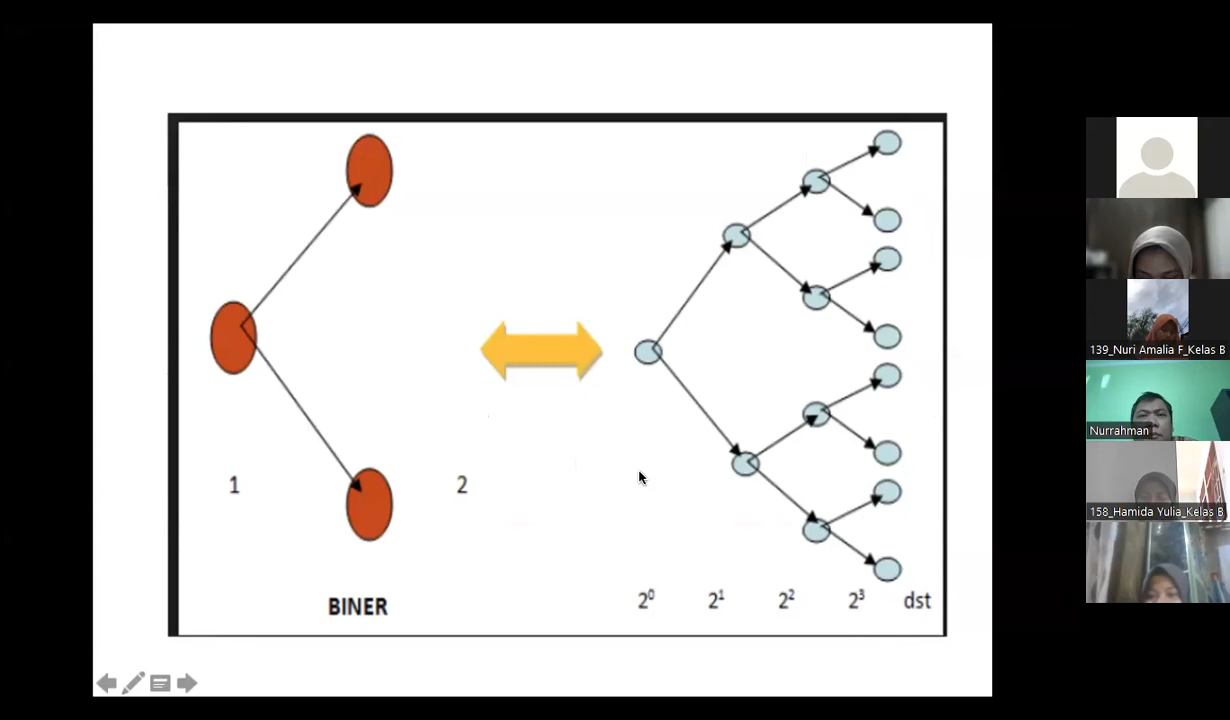 1
2
BINER
2⁰ 2¹ 2² 2³ dst
139_Nuri Amalia F_Kelas B
Nurrahman
158_Hamida Yulia_Kelas B